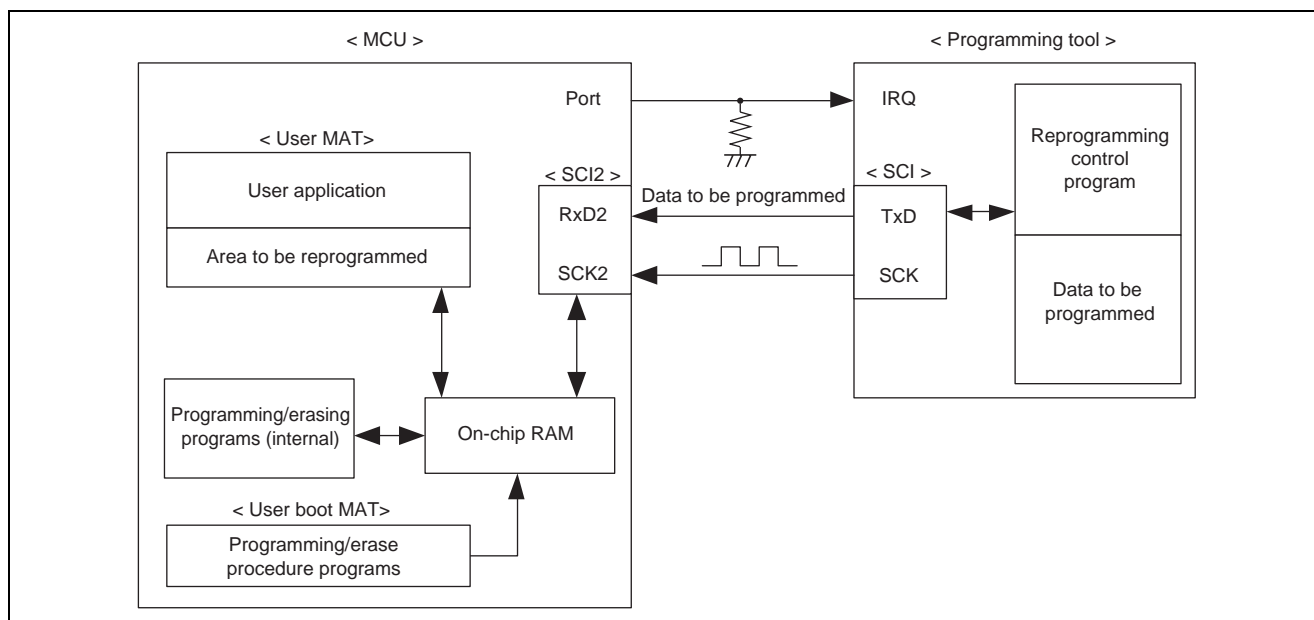 < MCU >
< Programming tool >
Port
IRQ
< User MAT>
User application
Area to be reprogrammed
< SCI2 >
RxD2
SCK2
Data to be programmed
< SCI >
TxD
SCK
Reprogramming
control
program
Data to be
programmed
Programming/erasing
programs (internal)
On-chip RAM
< User boot MAT>
Programming/erase
procedure programs